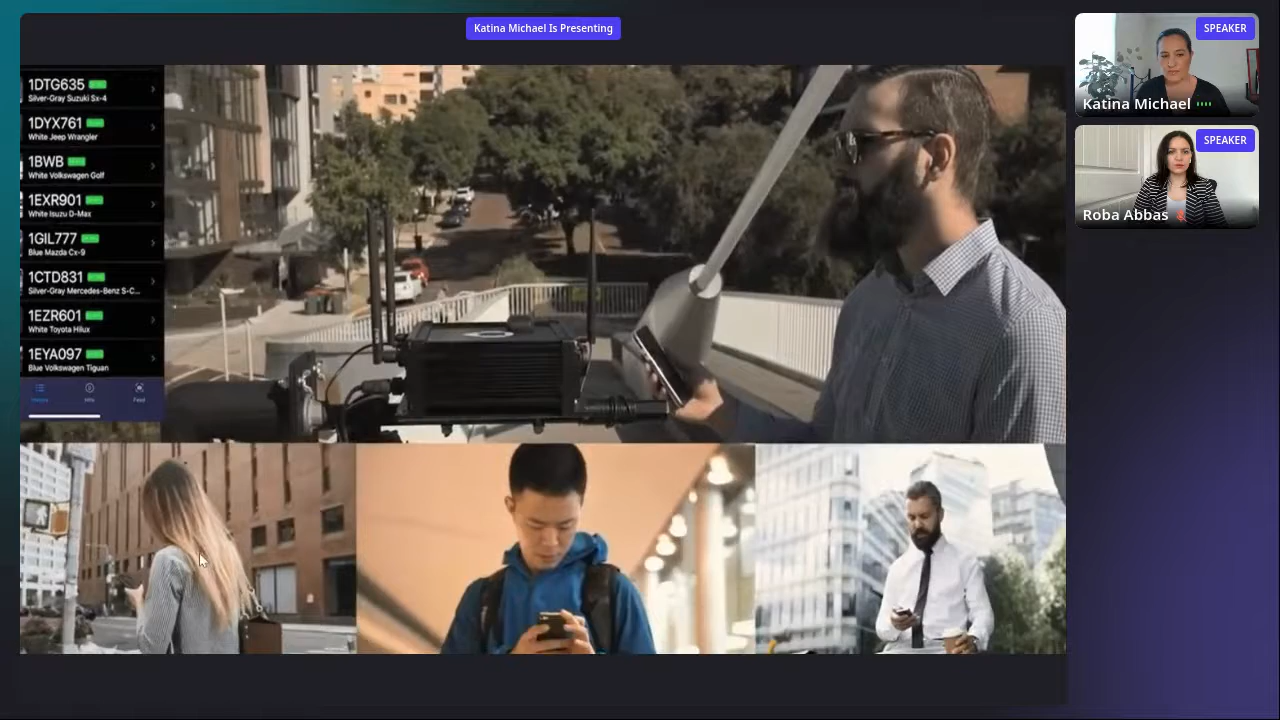 Katina Michael Is Presenting
SPEAKER
Katina Michael
SPEAKER
Roba Abbas
1DTG635
Silver-Gray Suzuki Sx-4
1DYX761
White Jeep Wrangler
1BWB
White Volkswagen Golf
1EXR901
White Isuzu D-Max
1GIL777
Blue Mazda Cx-9
1CTD831
Silver-Gray Mercedes-Benz S-C...
1EZR601
White Toyota Hilux
1EYA097
Blue Volkswagen Tiguan
Feed